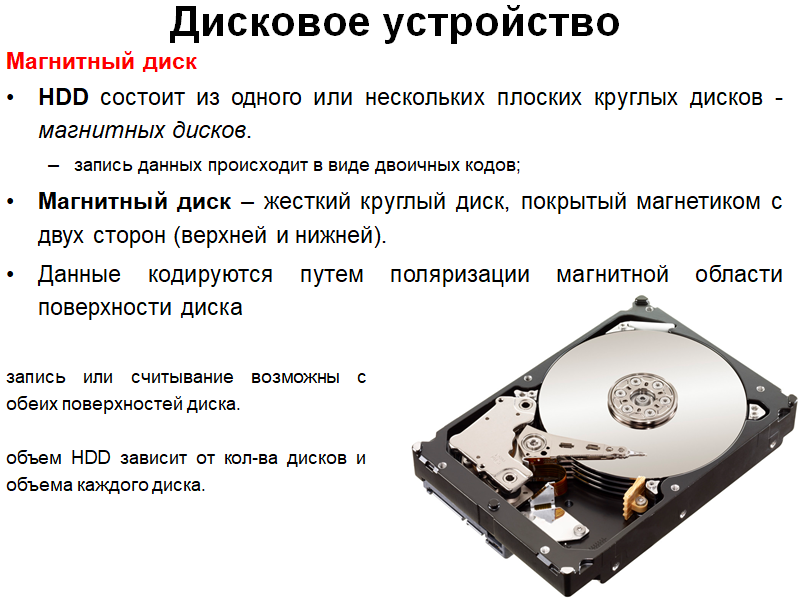 Дисковое устройство
Магнитный диск
• HDD состоит из одного или нескольких плоских круглых дисков -
магнитных дисков.
– запись данных происходит в виде двоичных кодов;
• Магнитный диск – жесткий круглый диск, покрытый магнетиком с
двух сторон (верхней и нижней).
• Данные кодируются путем поляризации магнитной области
поверхности диска
запись или считывание возможны с
обеих поверхностей диска.
объем HDD зависит от кол-ва дисков и
объема каждого диска.